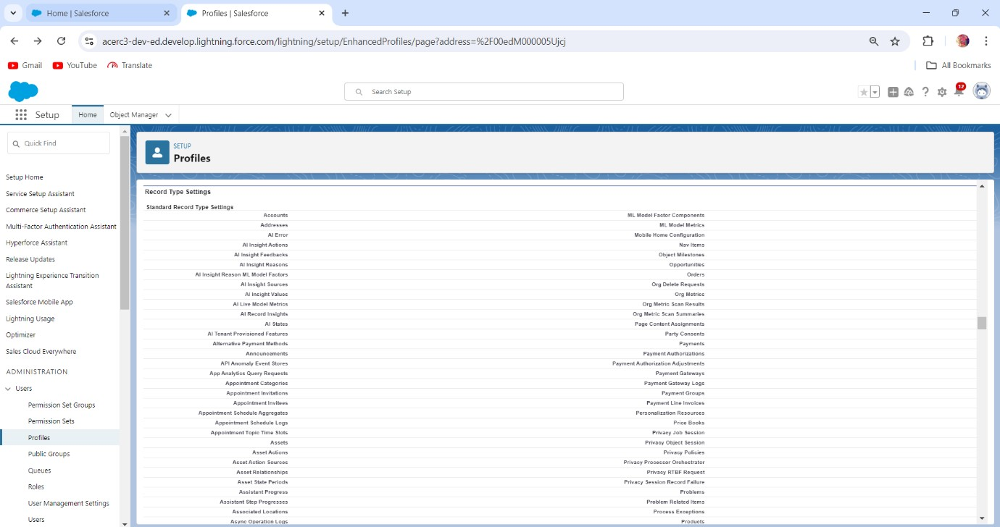 Home | Salesforce
Profiles | Salesforce
acerc3-dev-ed.develop.lightning.force.com/lightning/setup/EnhancedProfiles/page?address=%2F00edM000005Ujcj
Gmail
YouTube
Translate
All Bookmarks
Search Setup
12
Setup
Home
Object Manager
Quick Find
Setup Home
Service Setup Assistant
Commerce Setup Assistant
Multi-Factor Authentication Assistant
Hyperforce Assistant
Release Updates
Lightning Experience Transition
Assistant
Salesforce Mobile App
Lightning Usage
Optimizer
Sales Cloud Everywhere
ADMINISTRATION
Users
Permission Set Groups
Permission Sets
Profiles
Public Groups
Queues
Roles
User Management Settings
Users
SETUP
Profiles
Record Type Settings
Standard Record Type Settings
Accounts ML Model Factor Components
Addresses ML Model Metrics
AI Error Mobile Home Configuration
AI Insight Actions Nav Items
AI Insight Feedbacks Object Milestones
AI Insight Reasons Opportunities
AI Insight Reason ML Model Factors Orders
AI Insight Sources Org Delete Requests
AI Insight Values Org Metrics
AI Live Model Metrics Org Metric Scan Results
AI Record Insights Org Metric Scan Summaries
AI States Page Content Assignments
AI Tenant Provisioned Features Party Consents
Alternative Payment Methods Payments
Announcements Payment Authorizations
API Anomaly Event Stores Payment Authorization Adjustments
App Analytics Query Requests Payment Gateways
Appointment Categories Payment Gateway Logs
Appointment Invitations Payment Groups
Appointment Invitees Payment Line Invoices
Appointment Schedule Aggregates Personalization Resources
Appointment Schedule Logs Price Books
Appointment Topic Time Slots Privacy Job Session
Assets Privacy Object Session
Asset Actions Privacy Policies
Asset Action Sources Privacy Processor Orchestrator
Asset Relationships Privacy RTBF Request
Asset State Periods Privacy Session Record Failure
Assistant Progress Problems
Assistant Step Progresses Problem Related Items
Associated Locations Process Exceptions
Async Operation Logs Products